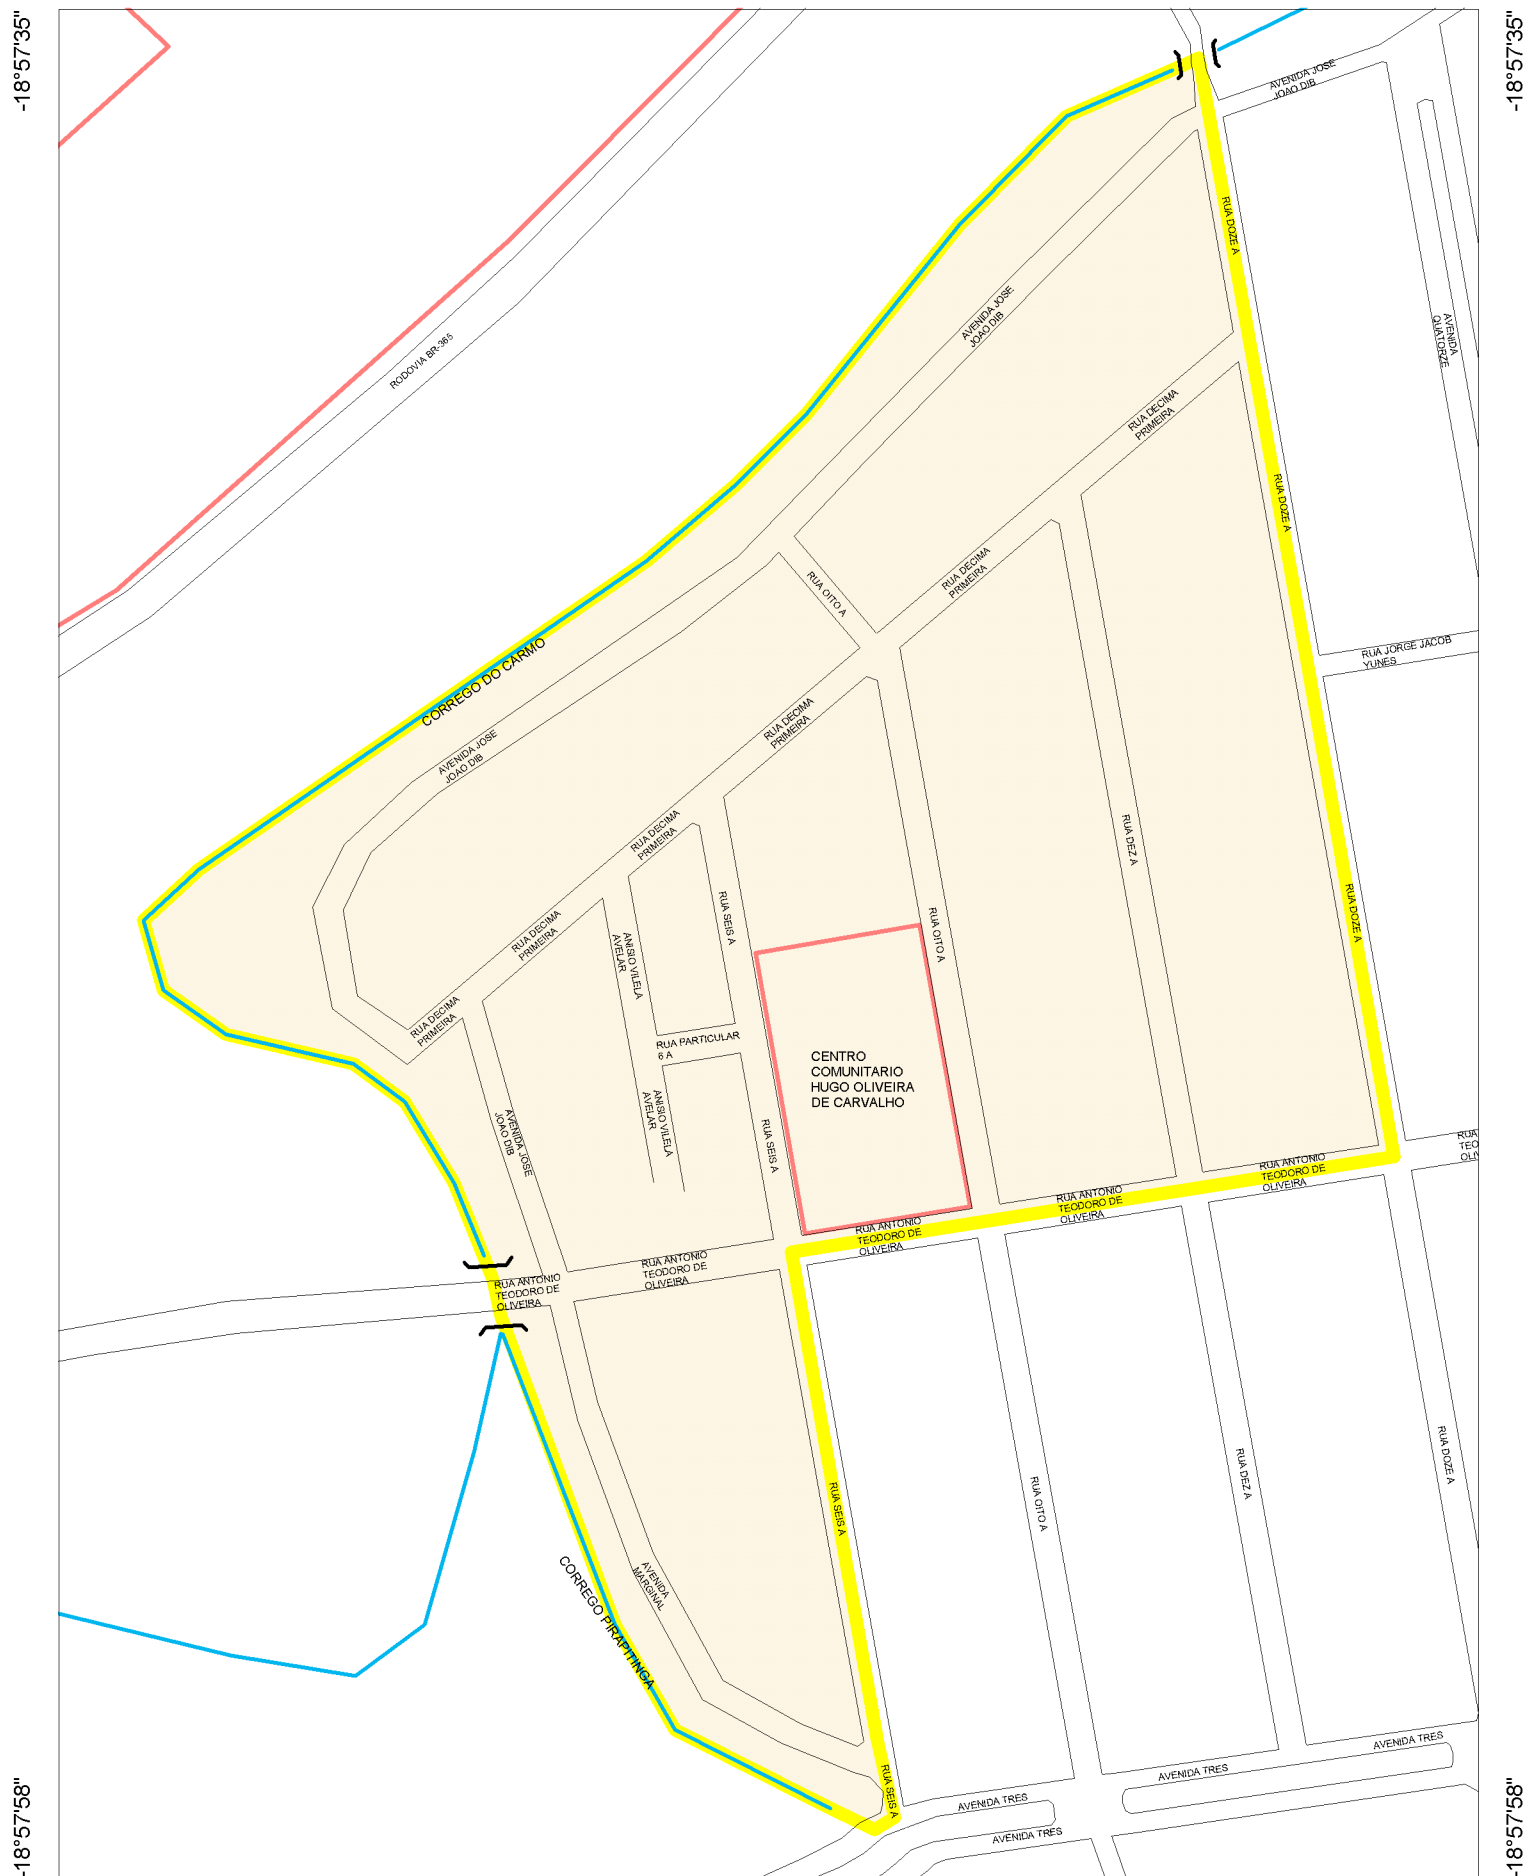 -18°57'35"
-18°57'35"
AVENIDA JOSE
JOAO DIB
RUA DOZE A
AVENIDA
QUATORZE
AVENIDA JOSE
JOAO DIB
RODOVIA BR-365
RUA DECIMA
PRIMEIRA
RUA DOZE A
RUA DECIMA
PRIMEIRA
RUA OITO A
RUA JORGE JACOB
YUNES
CORREGO DO CARMO
AVENIDA JOSE
JOAO DIB
RUA DECIMA
PRIMEIRA
RUA DECIMA
PRIMEIRA
RUA DEZ A
RUA SEIS A
RUA DOZE A
RUA DECIMA
PRIMEIRA
ANISIO VILELA
AVELAR
RUA OITO A
RUA DECIMA
PRIMEIRA
RUA PARTICULAR
6 A
CENTRO
COMUNITARIO
HUGO OLIVEIRA
DE CARVALHO
AVENIDA JOSE
JOAO DIB
ANISIO VILELA
AVELAR
RUA SEIS A
RUA
TEO
OLIV
RUA ANTONIO
TEODORO DE
OLIVEIRA
RUA ANTONIO
TEODORO DE
OLIVEIRA
RUA ANTONIO
TEODORO DE
OLIVEIRA
RUA ANTONIO
TEODORO DE
OLIVEIRA
RUA ANTONIO
TEODORO DE
OLIVEIRA
RUA SEIS A
RUA OITO A
RUA DEZ A
RUA DOZE A
AVENIDA
MARGINAL
CORREGO PIRAPITINGA
RUA SEIS A
AVENIDA TRES
AVENIDA TRES
AVENIDA TRES
AVENIDA TRES
-18°57'58"
-18°57'58"